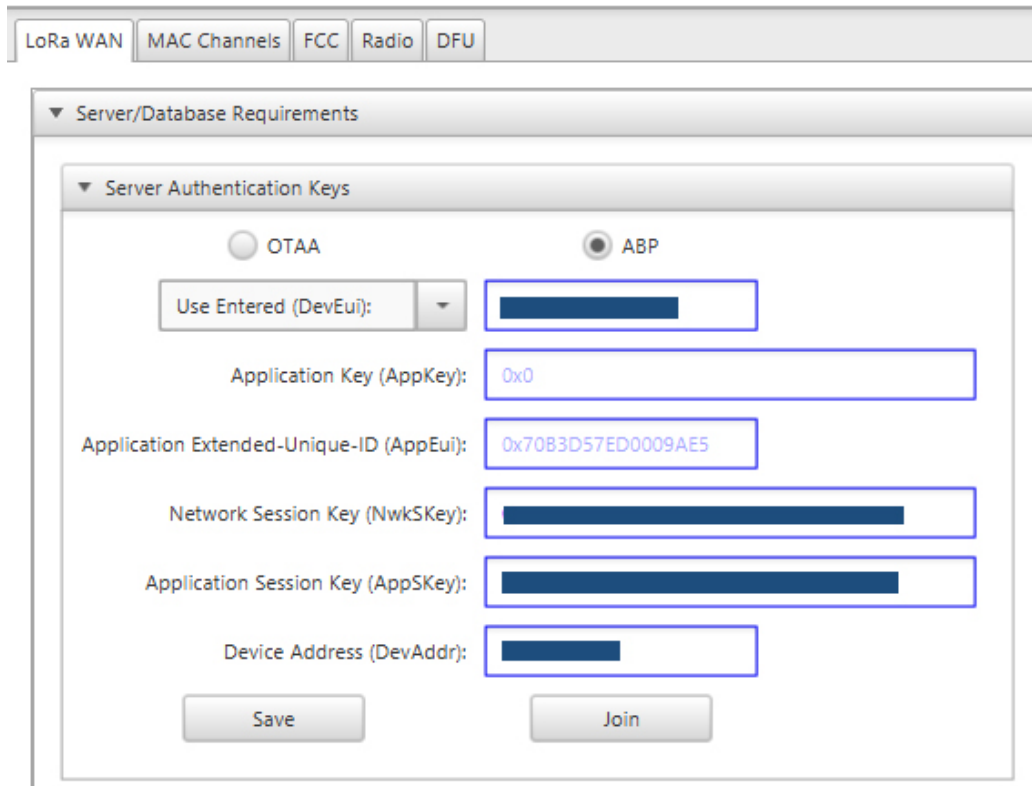 LoRa WAN MAC Channels FCC Radio DFU
Server/Database Requirements
Server Authentication Keys
OTAA ABP
Use Entered (DevEui):
Application Key (AppKey): 0x0
Application Extended-Unique-ID (AppEui): 0x70B3D57ED0009AE5
Network Session Key (NwkSKey):
Application Session Key (AppSKey):
Device Address (DevAddr):
Save Join